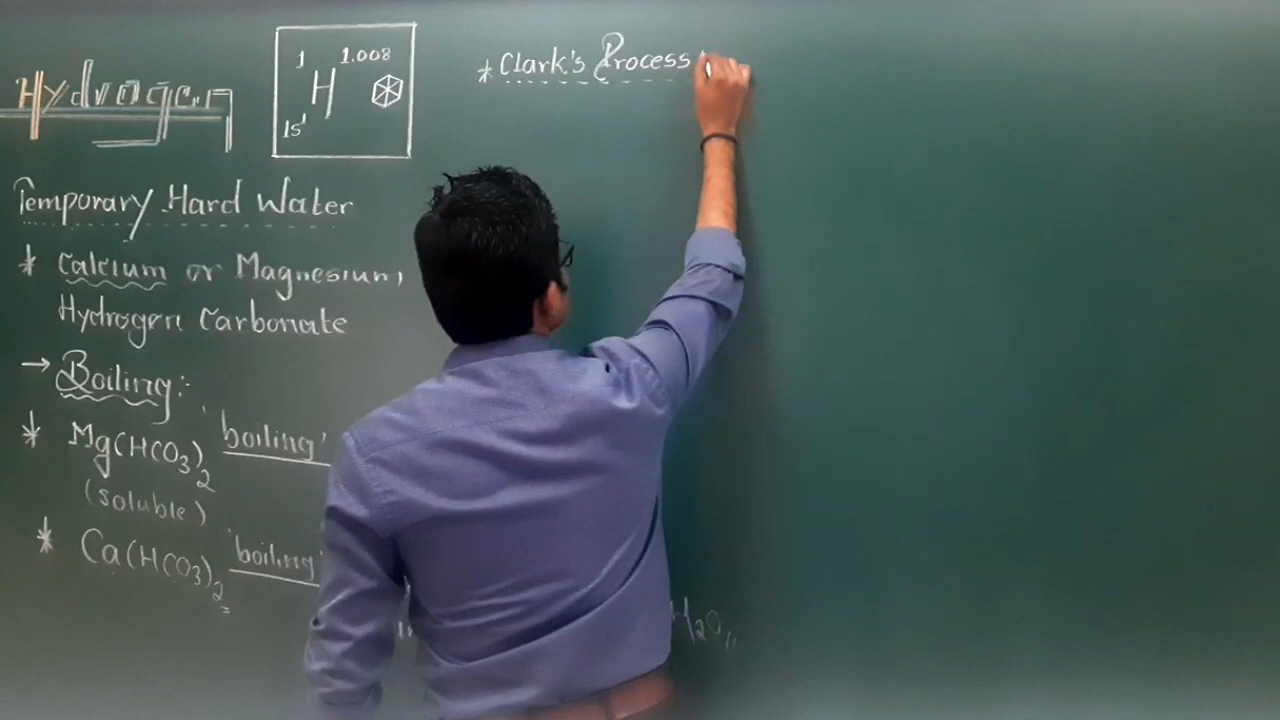 Hydrogen
1 1.008
H
1s¹
Temporary Hard Water
* Calcium or Magnesium,
Hydrogen Carbonate
→ Boiling:
* Mg(HCO3)2 'boiling'
(soluble)
* Ca(HCO3)2 'boiling'
H2O,,
* Clark's Process